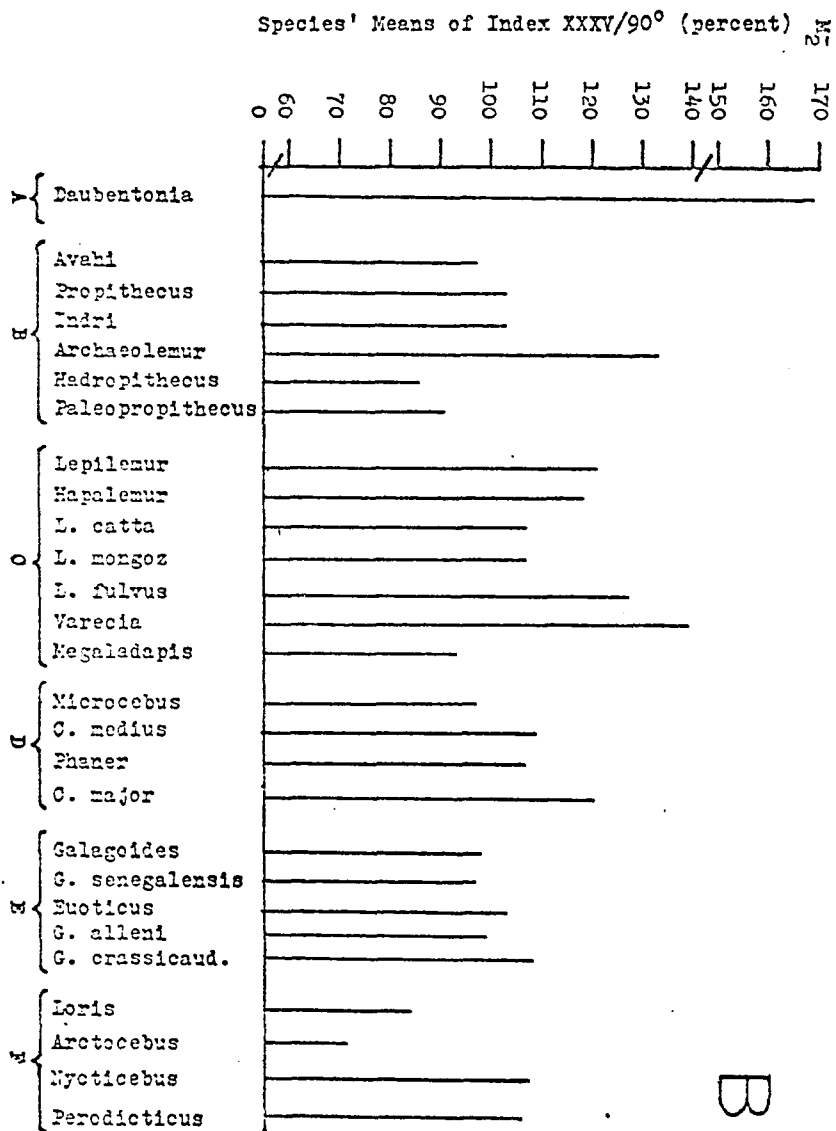 Species' Means of Index XXXV/90° (percent) M2
0 60 70 80 90 100 110 120 130 140 150 160 170
A
Daubentonia
B
Avahi
Propithecus
Indri
Archaeolemur
Hadropithecus
Paleopropithecus
C
Lepilemur
Hapalemur
L. catta
L. mongoz
L. fulvus
Varecia
Megaladapis
D
Microcebus
C. medius
Phaner
C. major
E
Galagoides
G. senegalensis
Euoticus
G. alleni
G. crassicaud.
F
Loris
Arctocebus
Nycticebus
Perodicticus
B